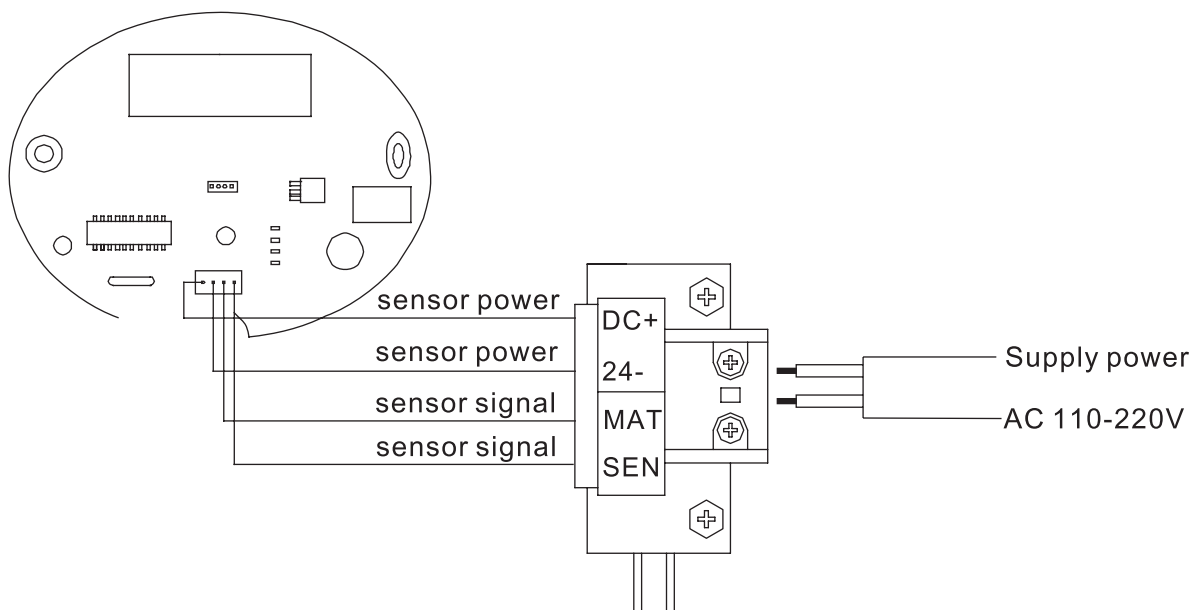 sensor power
DC+
sensor power
24-
sensor signal
MAT
sensor signal
SEN
Supply power
AC 110-220V